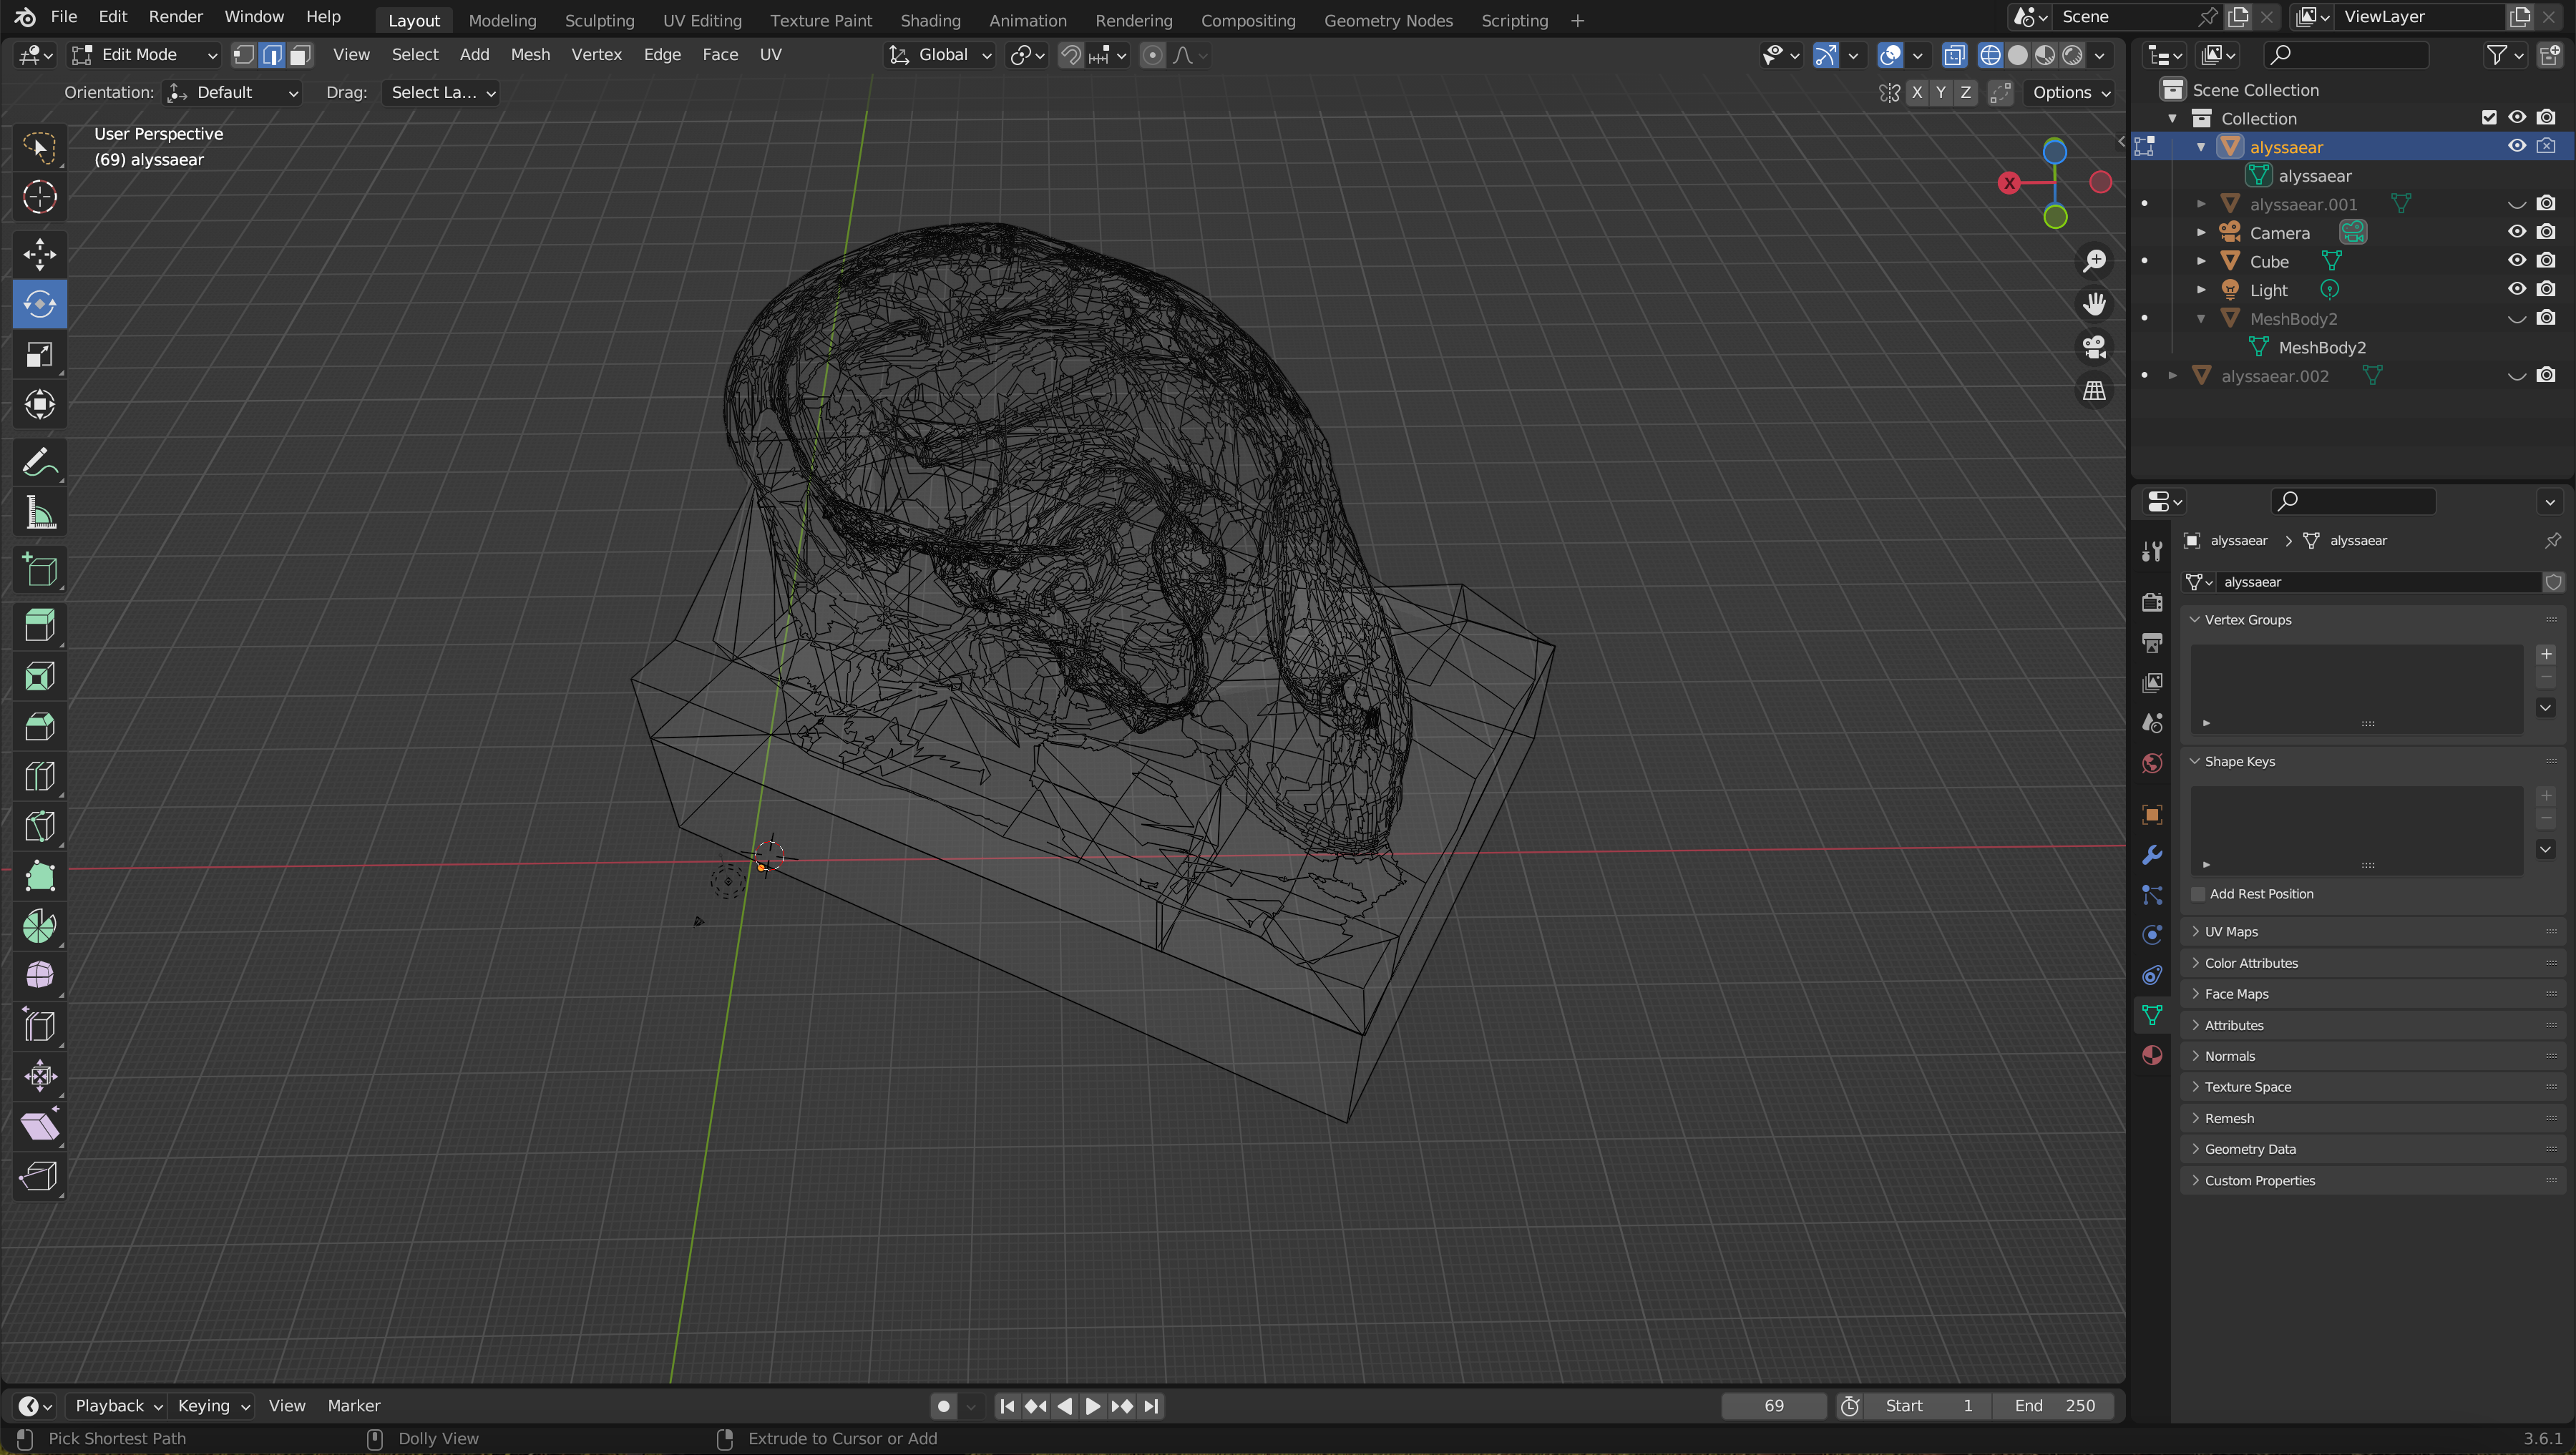 File Edit Render Window Help Layout Modeling Sculpting UV Editing Texture Paint Shading Animation Rendering Compositing Geometry Nodes Scripting + Scene ViewLayer
Edit Mode View Select Add Mesh Vertex Edge Face UV Global
Orientation: Default Drag: Select La... X Y Z Options
User Perspective
(69) alyssaear
X
Scene Collection
Collection
alyssaear
alyssaear
alyssaear.001
Camera
Cube
Light
MeshBody2
MeshBody2
alyssaear.002
alyssaear > alyssaear
alyssaear
Vertex Groups
Shape Keys
Add Rest Position
UV Maps
Color Attributes
Face Maps
Attributes
Normals
Texture Space
Remesh
Geometry Data
Custom Properties
Playback Keying View Marker 69 Start 1 End 250
Pick Shortest Path Dolly View Extrude to Cursor or Add 3.6.1